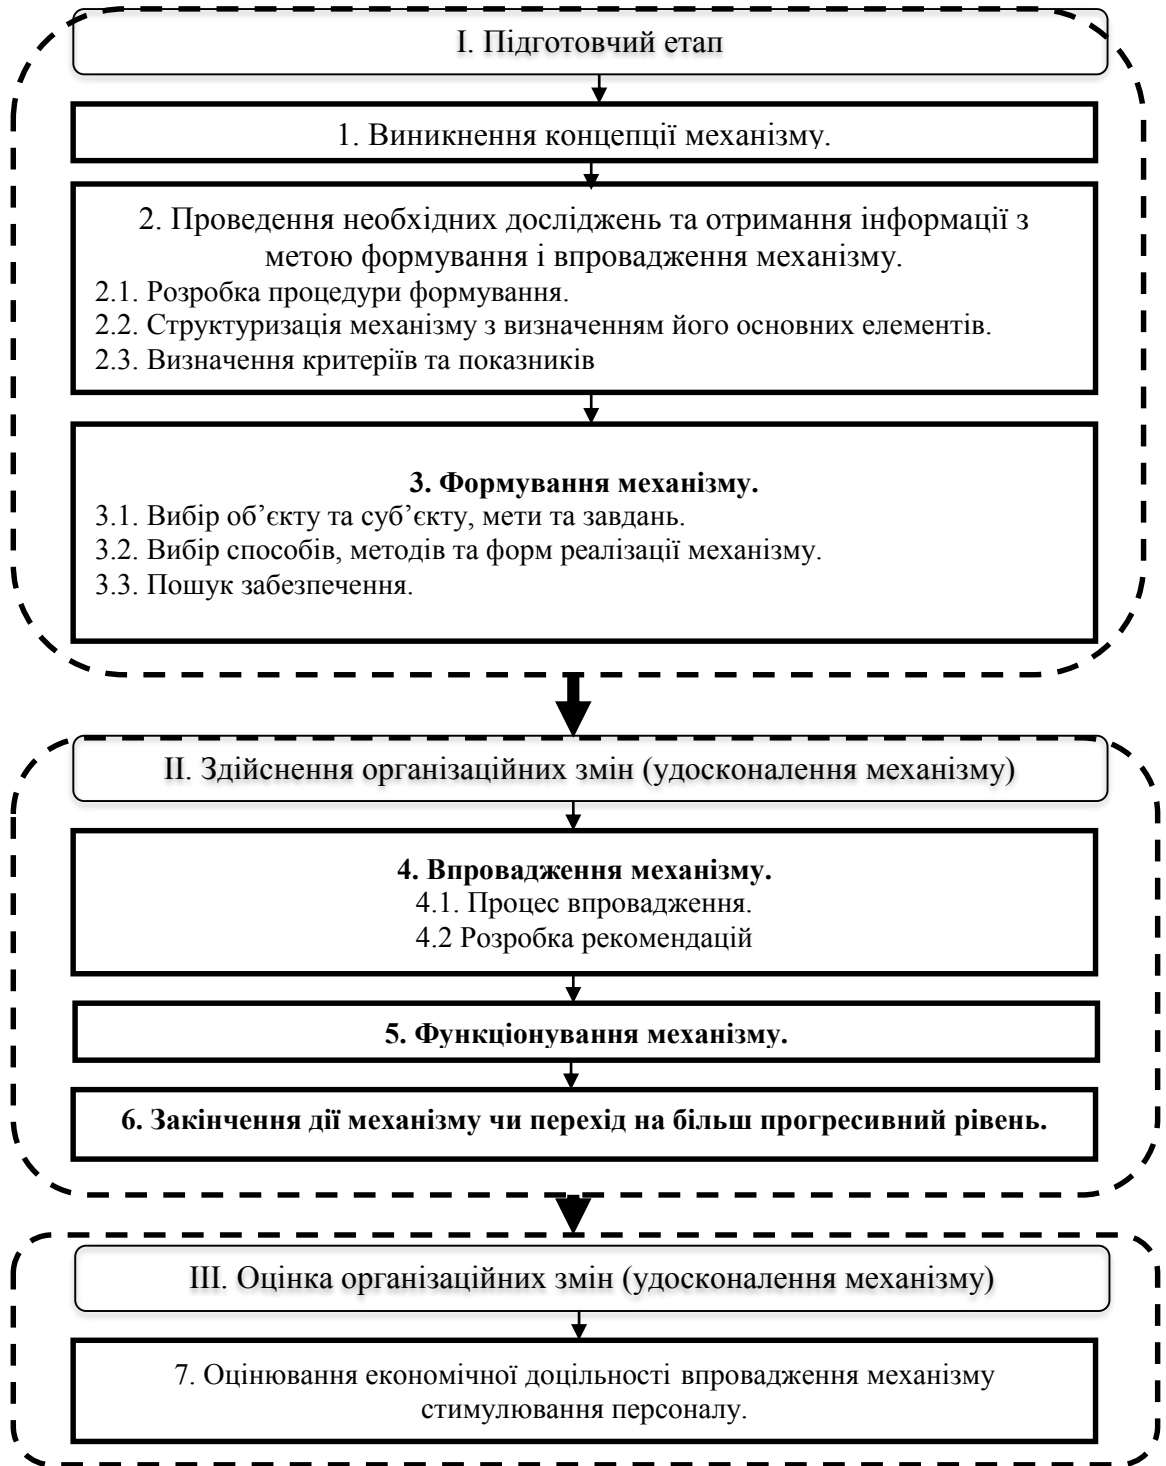 І. Підготовчий етап
1. Виникнення концепції механізму.
2. Проведення необхідних досліджень та отримання інформації з
метою формування і впровадження механізму.
2.1. Розробка процедури формування.
2.2. Структуризація механізму з визначенням його основних елементів.
2.3. Визначення критеріїв та показників
3. Формування механізму.
3.1. Вибір об’єкту та суб’єкту, мети та завдань.
3.2. Вибір способів, методів та форм реалізації механізму.
3.3. Пошук забезпечення.
ІІ. Здійснення організаційних змін (удосконалення механізму)
4. Впровадження механізму.
4.1. Процес впровадження.
4.2 Розробка рекомендацій
5. Функціонування механізму.
6. Закінчення дії механізму чи перехід на більш прогресивний рівень.
ІІІ. Оцінка організаційних змін (удосконалення механізму)
7. Оцінювання економічної доцільності впровадження механізму
стимулювання персоналу.